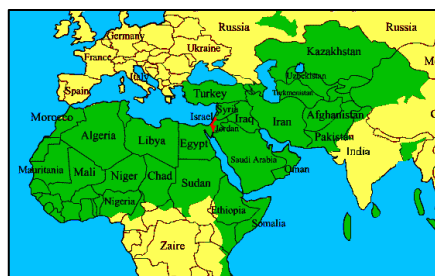 Russia
Russia
Germany
Ukraine
Kazakhstan
France
Italy
Uzbekistan
Spain
Turkey
Turkmenistan
Morocco
Israel
Syria
Iraq
Iran
Afghanistan
Jordan
Algeria
Libya
Egypt
Pakistan
India
Mauritania
Mali
Niger
Chad
Saudi Arabia
Oman
Sudan
Nigeria
Ethiopia
Somalia
Zaire